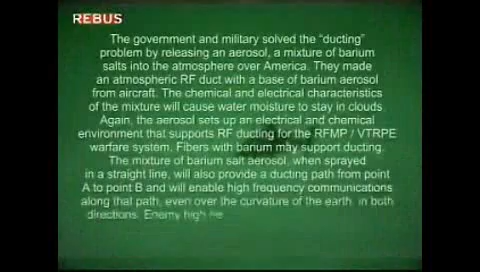 REBUS
The government and military solved the "ducting"
problem by releasing an aerosol, a mixture of barium
salts into the atmosphere over America. They made
an atmospheric RF duct with a base of barium aerosol
from aircraft. The chemical and electrical characteristics
of the mixture will cause water moisture to stay in clouds.
Again, the aerosol sets up an electrical and chemical
environment that supports RF ducting for the RFMP / VTRPE
warfare system. Fibers with barium may support ducting.
The mixture of barium salt aerosol, when sprayed
in a straight line, will also provide a ducting path from point
A to point B and will enable high frequency communications
along that path, even over the curvature of the earth, in both
directions. Enemy high